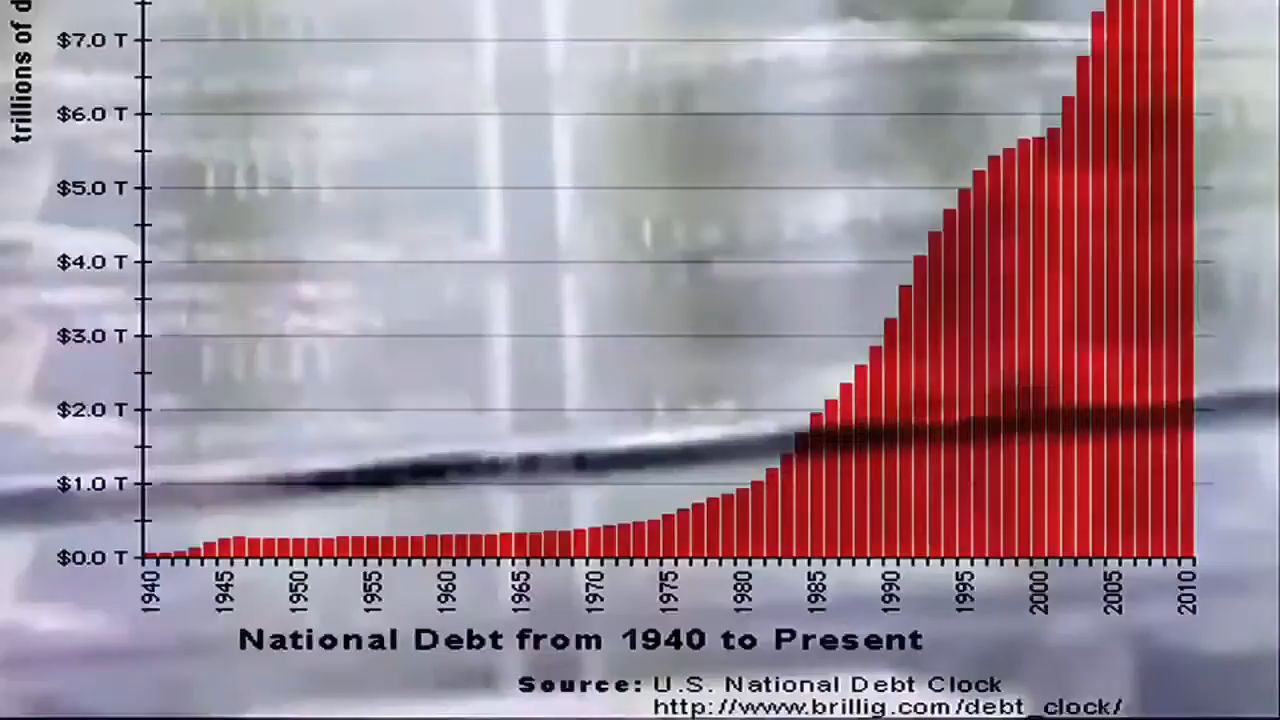 trillions of d
$7.0 T
$6.0 T
$5.0 T
$4.0 T
$3.0 T
$2.0 T
$1.0 T
$0.0 T
1940 1945 1950 1955 1960 1965 1970 1975 1980 1985 1990 1995 2000 2005 2010
National Debt from 1940 to Present
Source: U.S. National Debt Clock
http://www.brillig.com/debt_clock/